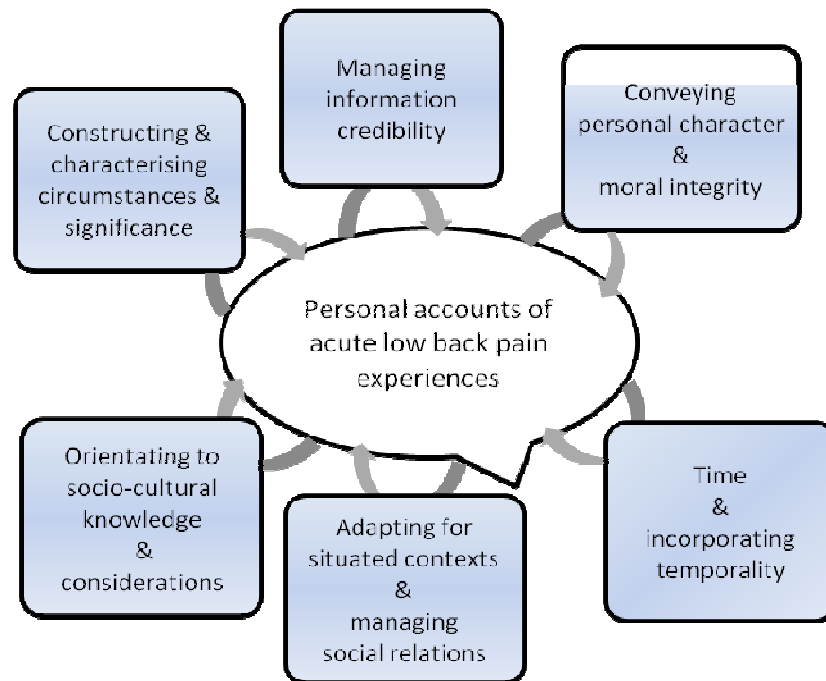 Managing
information
credibility
Conveying
personal character
&
moral integrity
Constructing &
characterising
circumstances &
significance
Personal accounts of
acute low back pain
experiences
Orientating to
socio-cultural
knowledge
&
considerations
Adapting for
situated contexts
&
managing
social relations
Time
&
incorporating
temporality